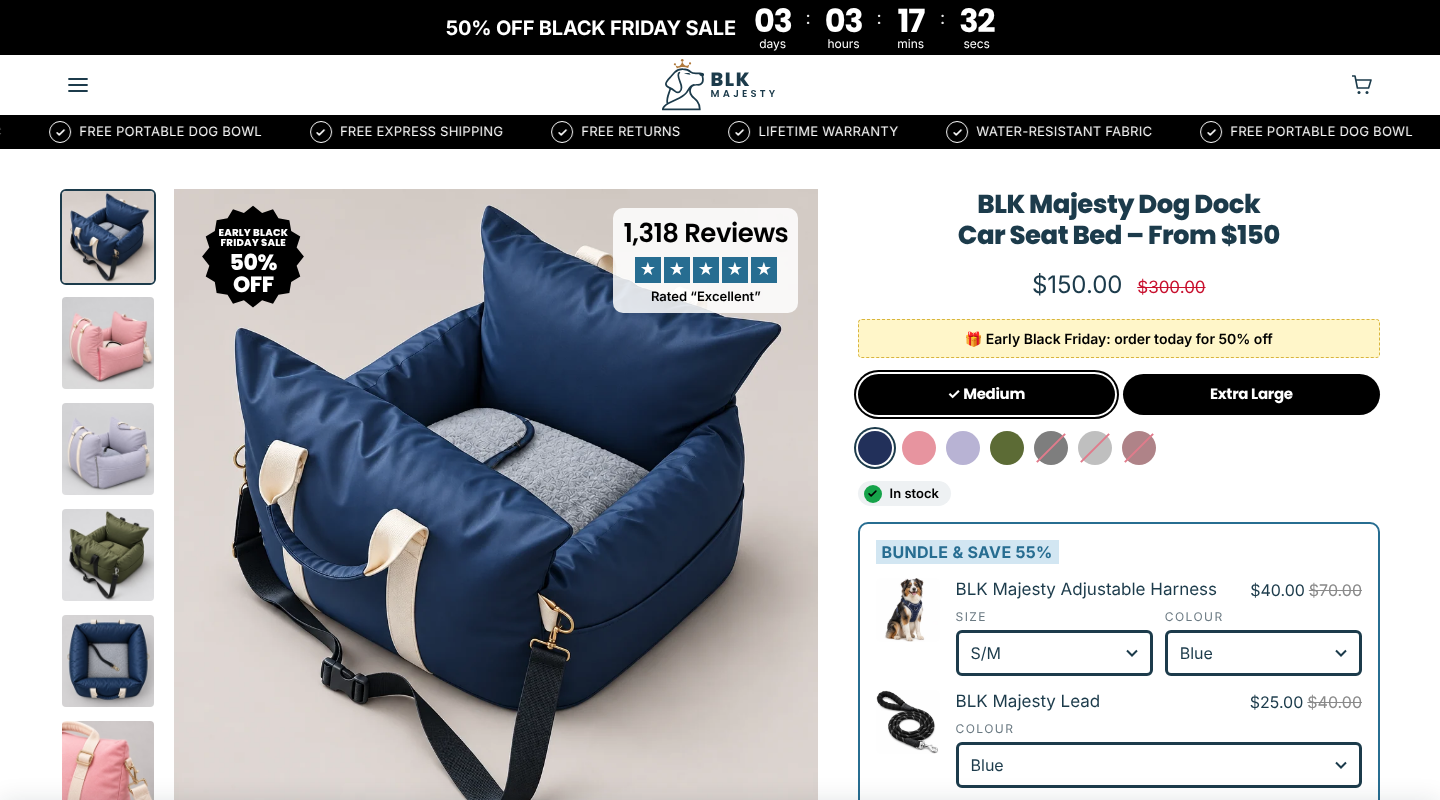 50% OFF BLACK FRIDAY SALE
03 : 03 : 17 : 32
days hours mins secs
BLK
MAJESTY
FREE PORTABLE DOG BOWL FREE EXPRESS SHIPPING FREE RETURNS LIFETIME WARRANTY WATER-RESISTANT FABRIC FREE PORTABLE DOG BOWL
EARLY BLACK
FRIDAY SALE
50%
OFF
1,318 Reviews
Rated “Excellent”
BLK Majesty Dog Dock
Car Seat Bed – From $150
$150.00 $300.00
🎁 Early Black Friday: order today for 50% off
✓ Medium
Extra Large
In stock
BUNDLE & SAVE 55%
BLK Majesty Adjustable Harness $40.00 $70.00
SIZE COLOUR
S/M Blue
BLK Majesty Lead $25.00 $40.00
COLOUR
Blue